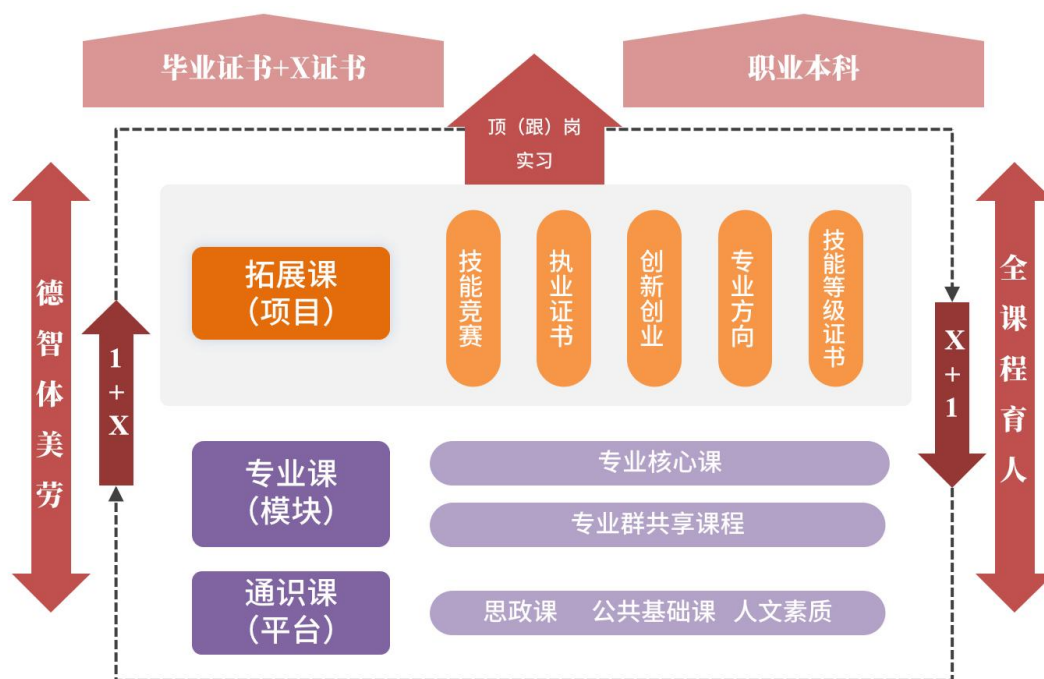 毕业证书+X证书
职业本科
顶（跟）岗
实习
德智体美劳
1+X
拓展课
（项目）
技能竞赛
执业证书
创新创业
专业方向
技能等级证书
X+1
全课程育人
专业课
（模块）
专业核心课
专业群共享课程
通识课
（平台）
思政课 公共基础课 人文素质